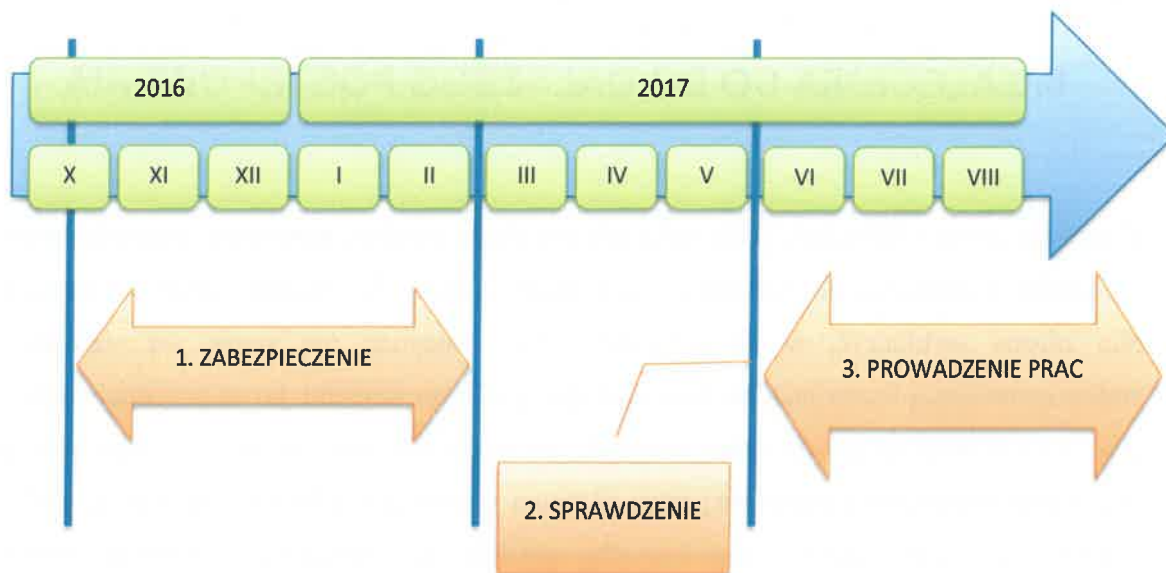 2016 2017
X XI XII I II III IV V VI VII VIII
1. ZABEZPIECZENIE
3. PROWADZENIE PRAC
2. SPRAWDZENIE